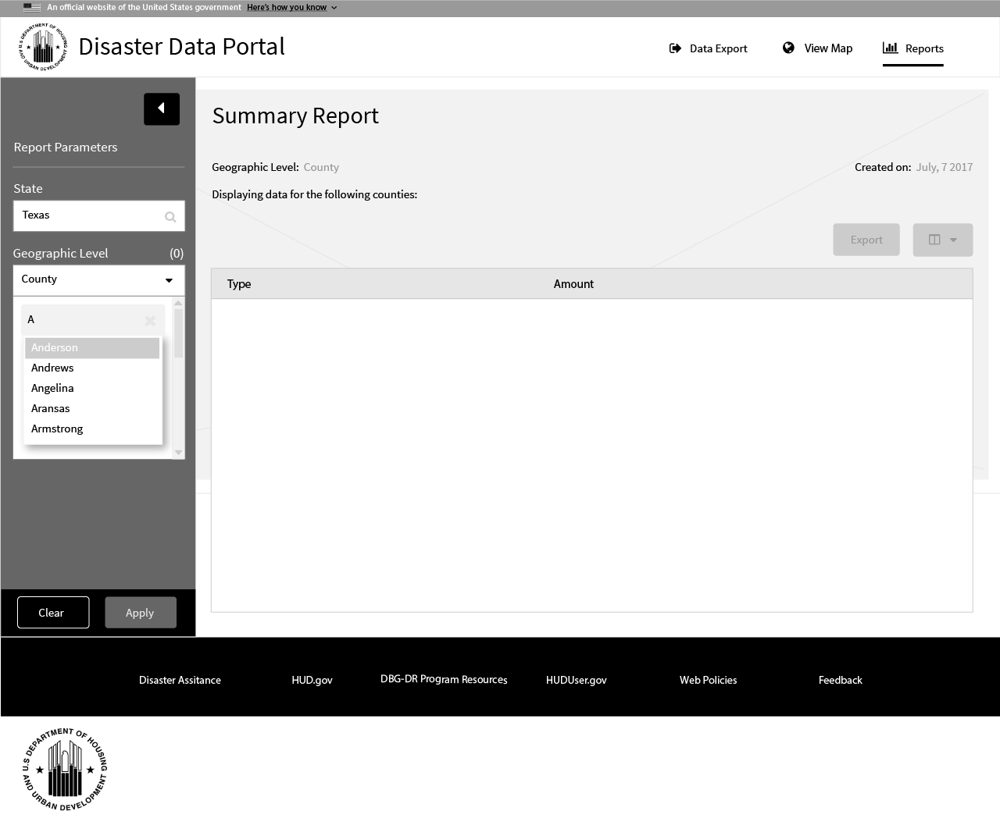 An official website of the United States government Here's how you know
U.S DEPARTMENT OF HOUSING
AND URBAN DEVELOPMENT
Disaster Data Portal
Data Export
View Map
Reports
Report Parameters
State
Texas
Geographic Level (0)
County
A
Anderson
Andrews
Angelina
Aransas
Armstrong
Clear
Apply
Summary Report
Geographic Level: County
Created on: July, 7 2017
Displaying data for the following counties:
Export
Type Amount
Disaster Assitance
HUD.gov
DBG-DR Program Resources
HUDUser.gov
Web Policies
Feedback
U.S DEPARTMENT OF HOUSING
AND URBAN DEVELOPMENT